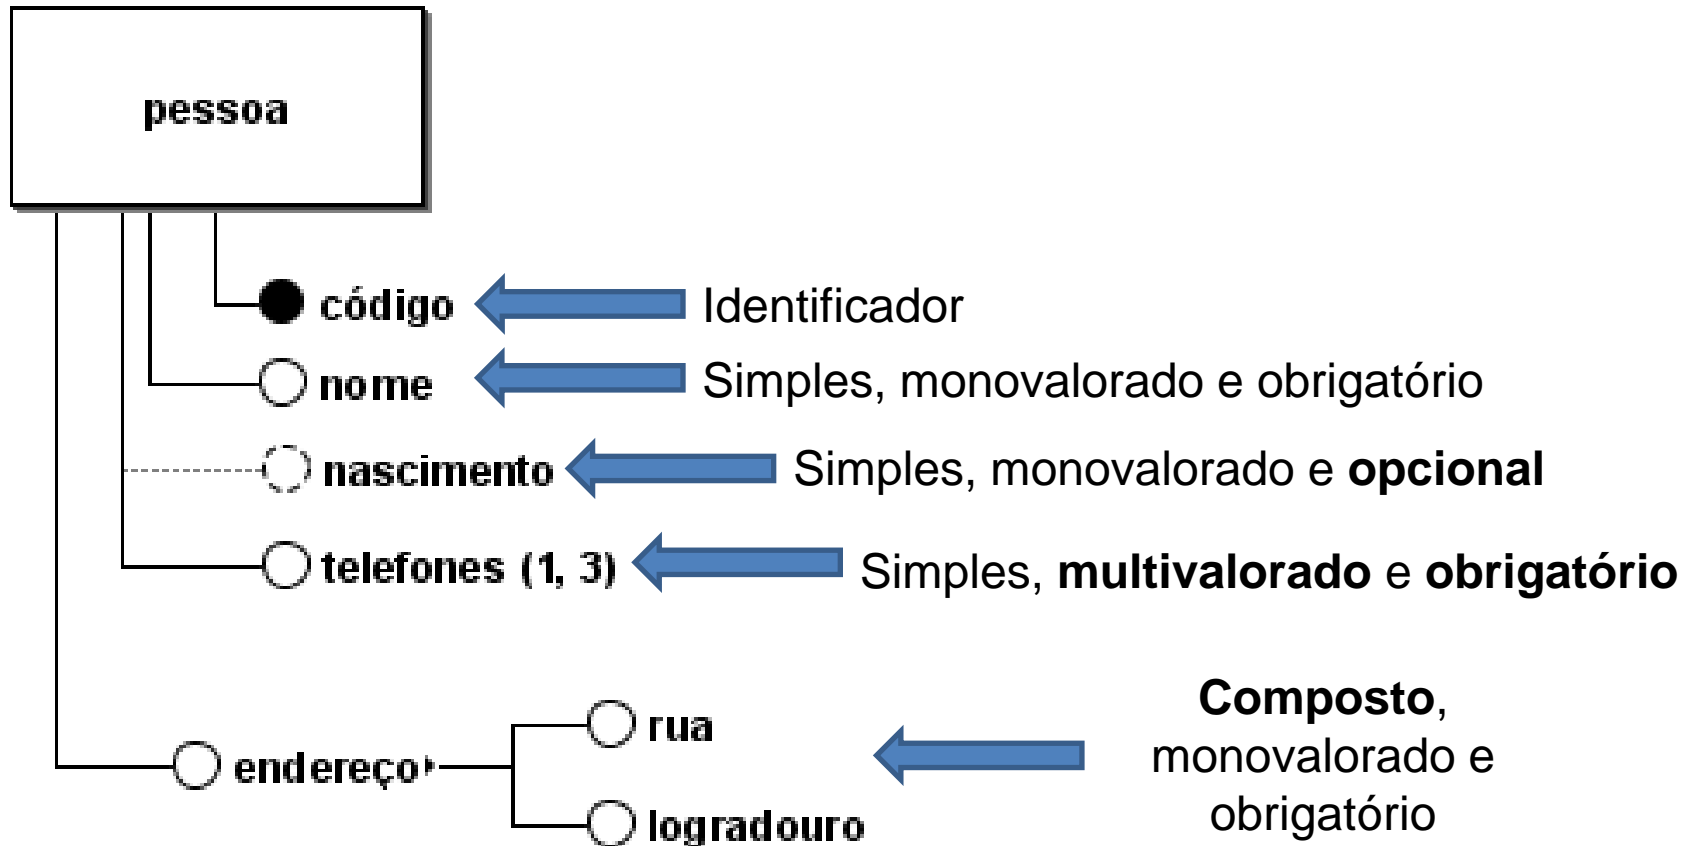 pessoa
código Identificador
nome Simples, monovalorado e obrigatório
nascimento Simples, monovalorado e opcional
telefones (1, 3) Simples, multivalorado e obrigatório
endereço
rua
logradouro
Composto,
monovalorado e
obrigatório